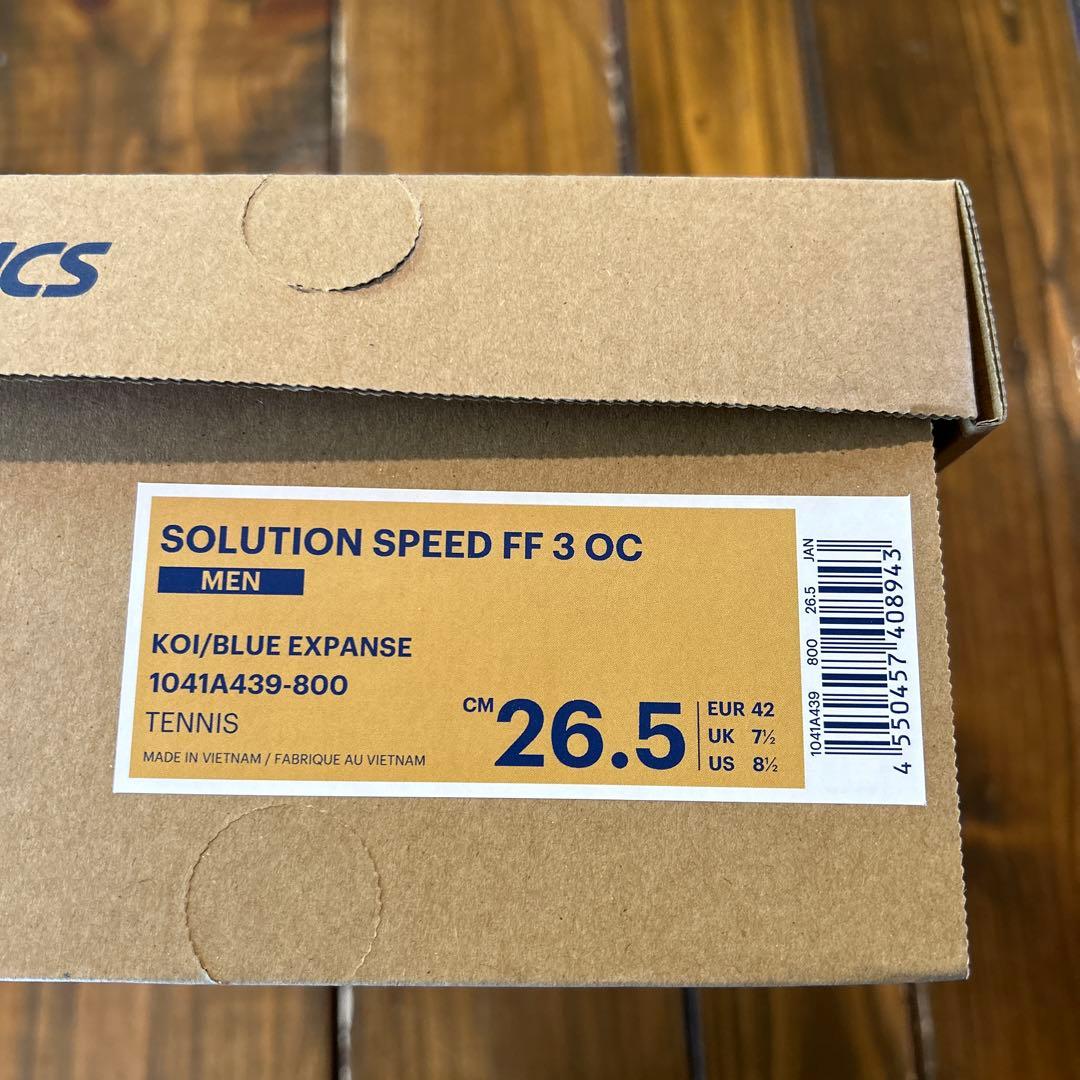 ICS
SOLUTION SPEED FF 3 OC
MEN
KOI/BLUE EXPANSE
1041A439-800
TENNIS
MADE IN VIETNAM / FABRIQUE AU VIETNAM
CM 26.5
EUR 42
UK 7½
US 8½
1041A439 800 26.5 JAN
4 550457 408943